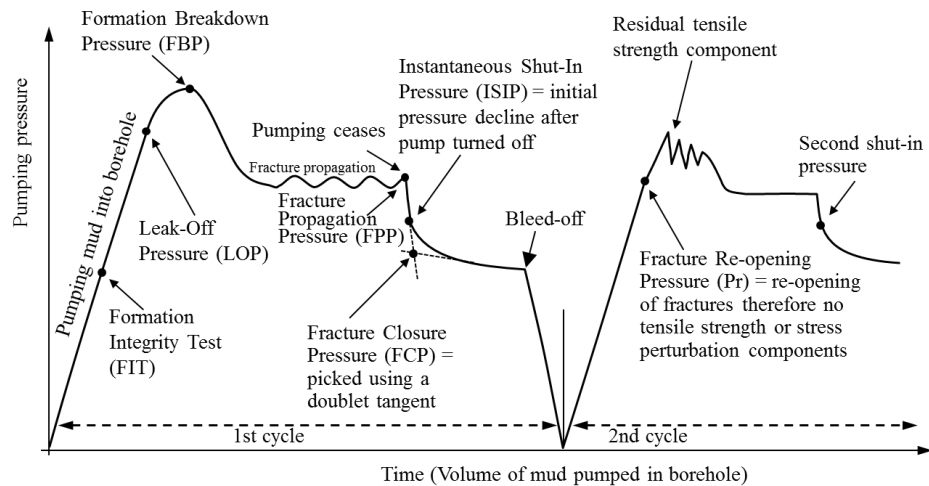 Formation Breakdown
Pressure (FBP)
Residual tensile
strength component
Instantaneous Shut-In
Pressure (ISIP) = initial
pressure decline after
pump turned off
Pumping pressure
Pumping mud into borehole
Pumping ceases
Second shut-in
pressure
Fracture propagation
Fracture
Propagation
Pressure (FPP)
Leak-Off
Pressure (LOP)
Bleed-off
Fracture Re-opening
Pressure (Pr) = re-opening
of fractures therefore no
tensile strength or stress
perturbation components
Formation
Integrity Test
(FIT)
Fracture Closure
Pressure (FCP) =
picked using a
doublet tangent
1st cycle
2nd cycle
Time (Volume of mud pumped in borehole)